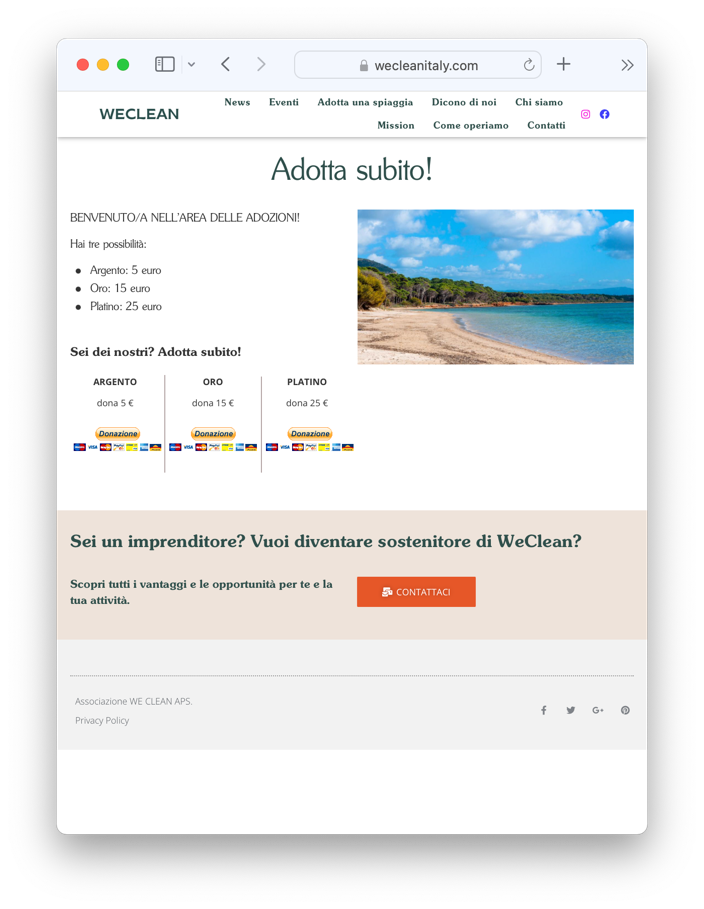 wecleanitaly.com
WECLEAN
News Eventi Adotta una spiaggia Dicono di noi Chi siamo
Mission Come operiamo Contatti
Adotta subito!
BENVENUTO/A NELL'AREA DELLE ADOZIONI!
Hai tre possibilità:
Argento: 5 euro
Oro: 15 euro
Platino: 25 euro
Sei dei nostri? Adotta subito!
ARGENTO ORO PLATINO
dona 5 € dona 15 € dona 25 €
Donazione Donazione Donazione
Sei un imprenditore? Vuoi diventare sostenitore di WeClean?
Scopri tutti i vantaggi e le opportunità per te e la
tua attività.
CONTATTACI
Associazione WE CLEAN APS.
Privacy Policy